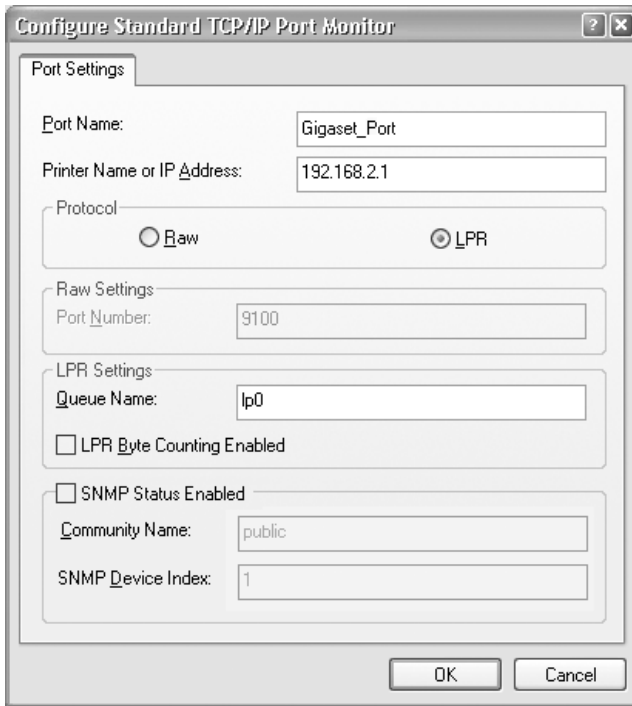 Configure Standard TCP/IP Port Monitor
Port Settings
Port Name: Gigaset_Port
Printer Name or IP Address: 192.168.2.1
Protocol
Raw LPR
Raw Settings
Port Number: 9100
LPR Settings
Queue Name: lp0
LPR Byte Counting Enabled
SNMP Status Enabled
Community Name: public
SNMP Device Index: 1
OK Cancel